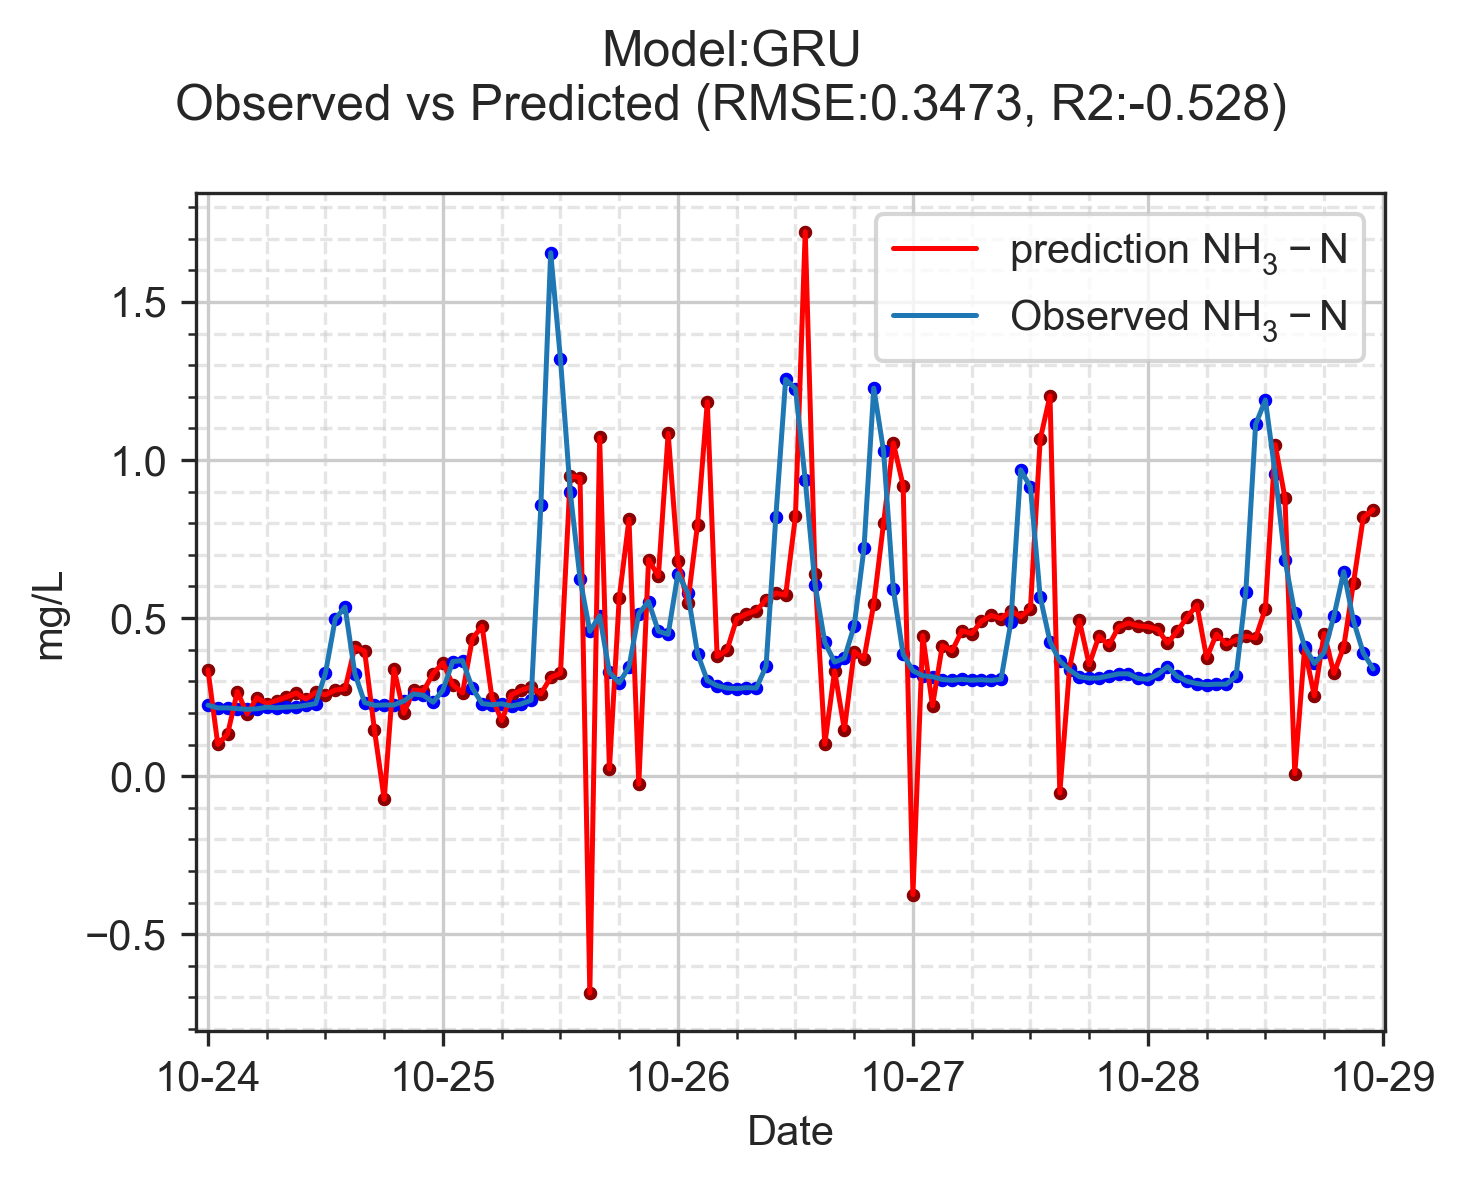 Model:GRU
Observed vs Predicted (RMSE:0.3473, R2:-0.528)
prediction NH₃ − N
Observed NH₃ − N
mg/L
1.5
1.0
0.5
0.0
−0.5
10-24 10-25 10-26 10-27 10-28 10-29
Date